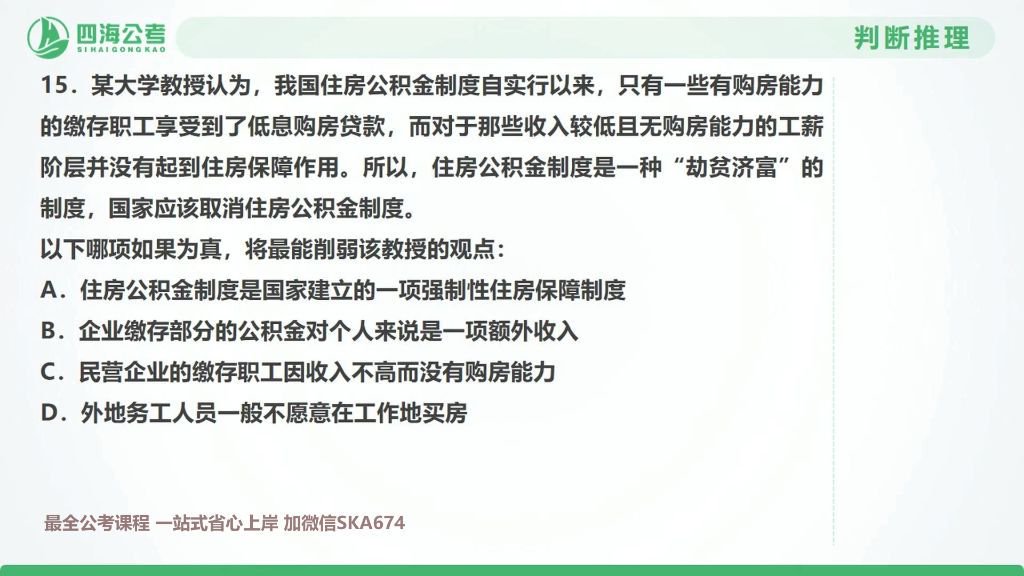 四海公考
SIHAIGONGKAO
判断推理
15．某大学教授认为，我国住房公积金制度自实行以来，只有一些有购房能力
的缴存职工享受到了低息购房贷款，而对于那些收入较低且无购房能力的工薪
阶层并没有起到住房保障作用。所以，住房公积金制度是一种“劫贫济富”的
制度，国家应该取消住房公积金制度。
以下哪项如果为真，将最能削弱该教授的观点：
A．住房公积金制度是国家建立的一项强制性住房保障制度
B．企业缴存部分的公积金对个人来说是一项额外收入
C．民营企业的缴存职工因收入不高而没有购房能力
D．外地务工人员一般不愿意在工作地买房
最全公考课程 一站式省心上岸 加微信SKA674